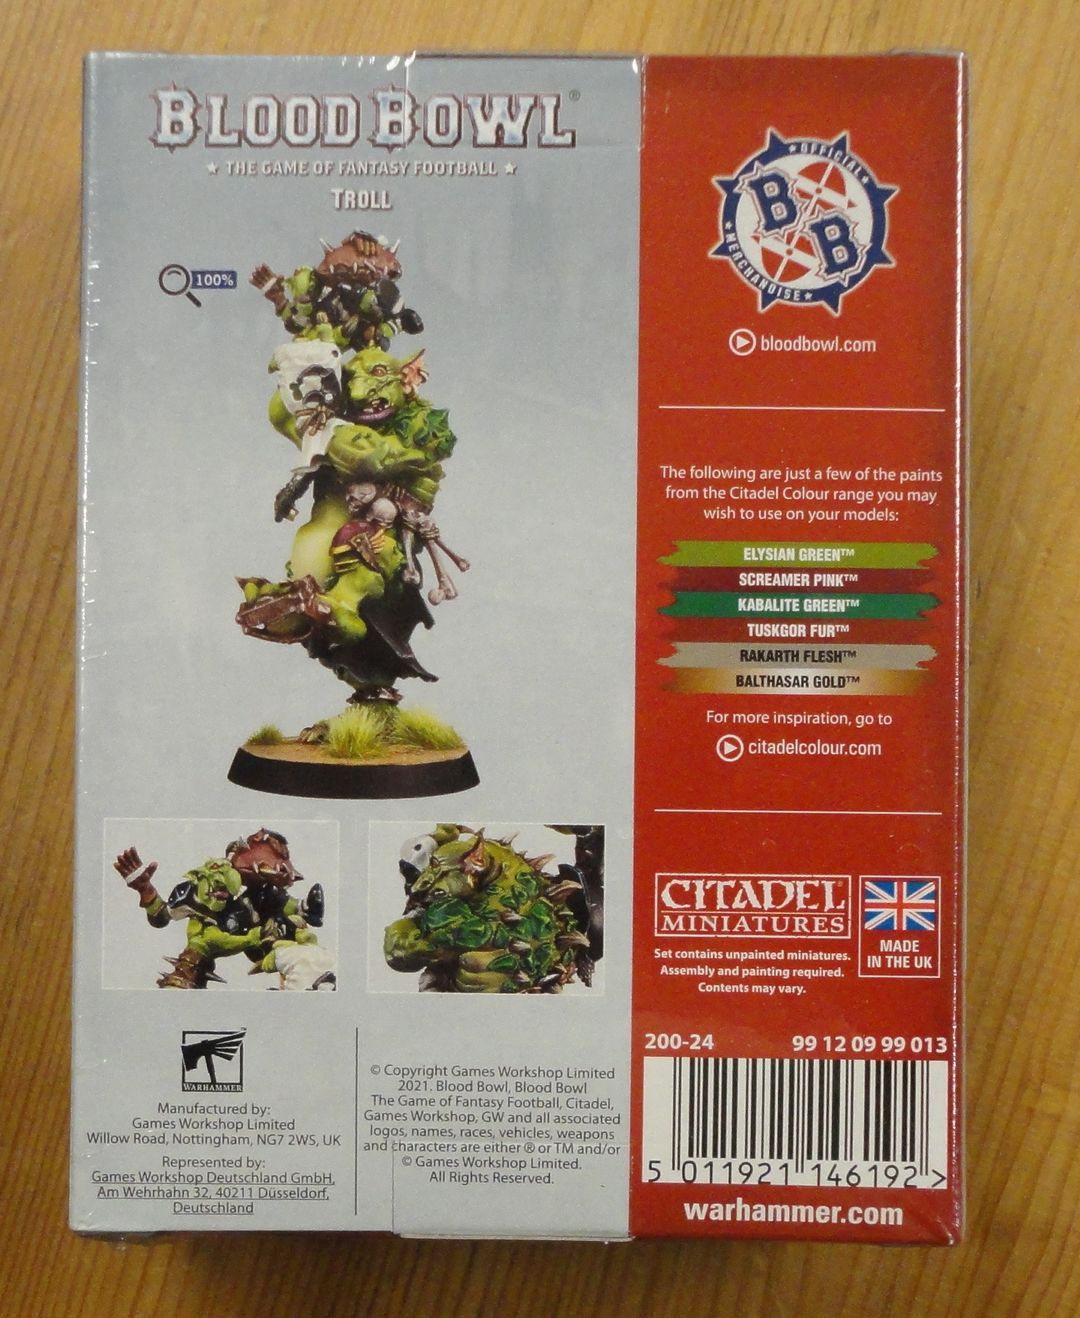 BLOOD BOWL®
★ THE GAME OF FANTASY FOOTBALL ★
TROLL
100%
Manufactured by:
Games Workshop Limited
Willow Road, Nottingham, NG7 2WS, UK
Represented by:
Games Workshop Deutschland GmbH,
Am Wehrhahn 32, 40211 Düsseldorf,
Deutschland
WARHAMMER
© Copyright Games Workshop Limited
2021. Blood Bowl, Blood Bowl
The Game of Fantasy Football, Citadel,
Games Workshop, GW and all associated
logos, names, races, vehicles, weapons
and characters are either ® or TM and/or
© Games Workshop Limited.
All Rights Reserved.
★ OFFICIAL ★
BB
★ MERCHANDISE ★
bloodbowl.com
The following are just a few of the paints
from the Citadel Colour range you may
wish to use on your models:
ELYSIAN GREEN™
SCREAMER PINK™
KABALITE GREEN™
TUSKGOR FUR™
RAKARTH FLESH™
BALTHASAR GOLD™
For more inspiration, go to
citadelcolour.com
CITADEL
MINIATURES
Set contains unpainted miniatures.
Assembly and painting required.
Contents may vary.
MADE
IN THE UK
200-24 99 12 09 99 013
5 011921 146192 >
warhammer.com